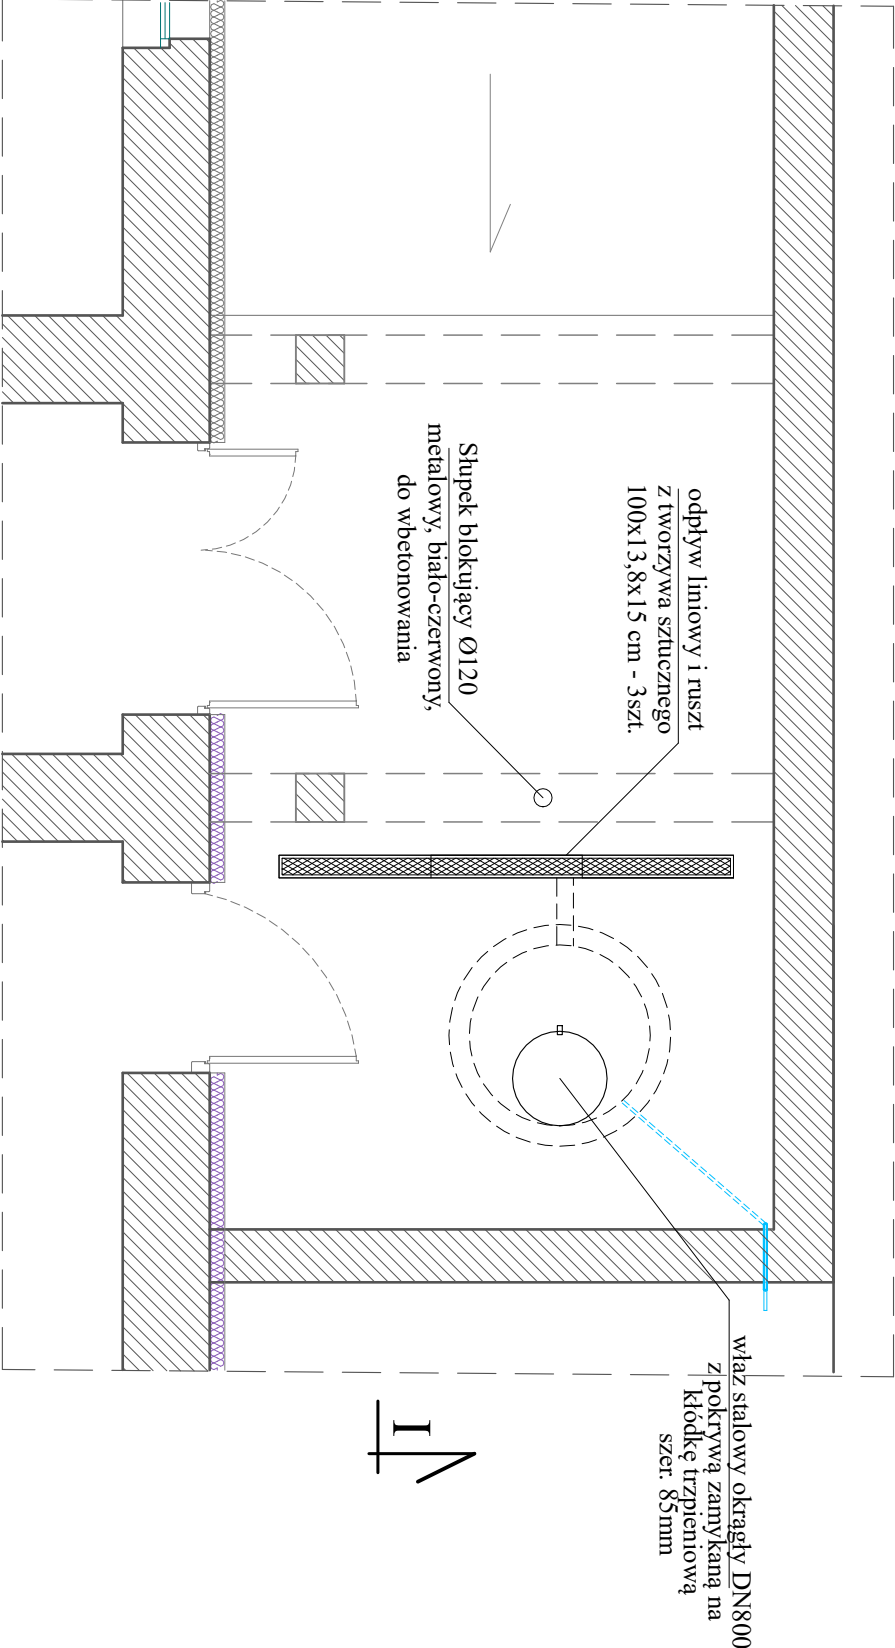 odpływ liniowy i ruszt
z tworzywa sztucznego
100x13,8x15 cm - 3szt.
Słupek blokujący Ø120
metalowy, biało-czerwony,
do wbetonowania
właz stalowy okrągły DN800
z pokrywą zamykaną na
kłódkę trzpieniową
szer. 85mm
I